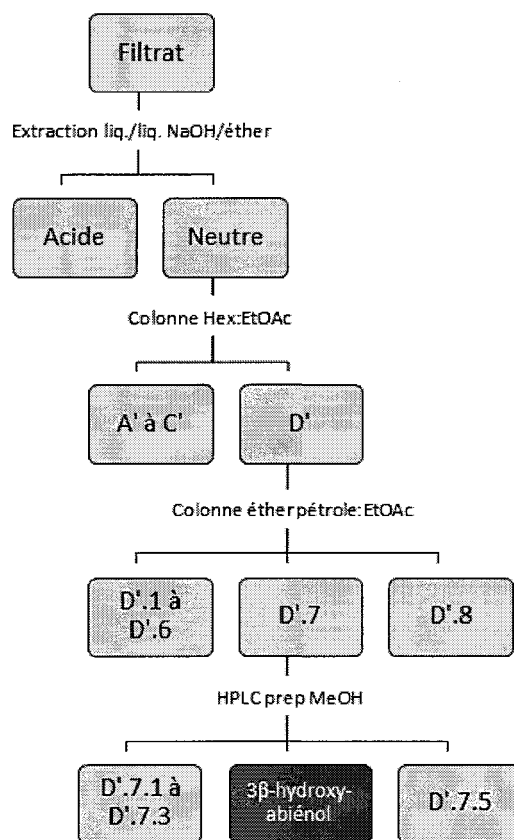 Filtrat
Extraction liq./liq. NaOH/éther
Acide
Neutre
Colonne Hex:EtOAc
A' à C'
D'
Colonne éther pétrole:EtOAc
D'.1 à
D'.6
D'.7
D'.8
HPLC prep MeOH
D'.7.1 à
D'.7.3
3β-hydroxy-
abiénol
D'.7.5